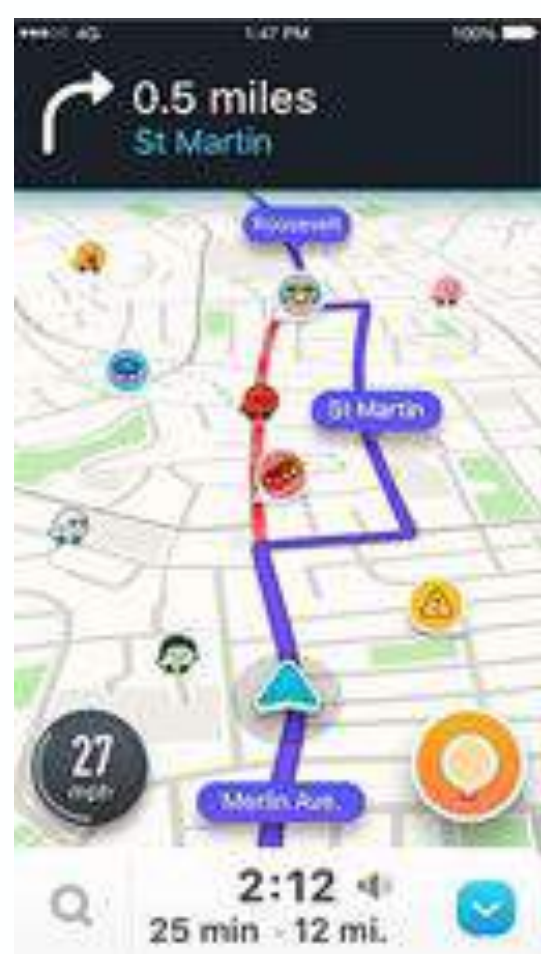 4G 1:47 PM 100%
0.5 miles
St Martin
Roosevelt
St Martin
27
mph
Merlin Ave.
2:12
25 min · 12 mi.